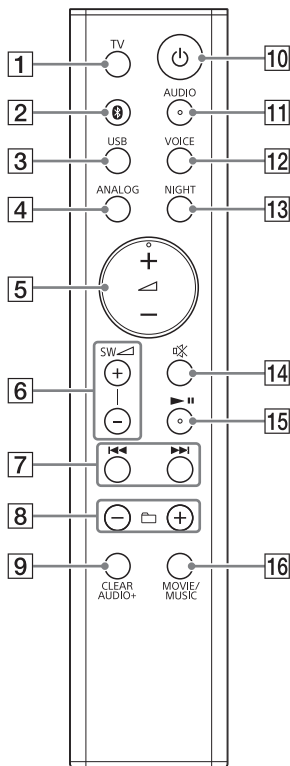 TV
1
10
AUDIO
2
11
USB
VOICE
3
12
ANALOG
NIGHT
4
13
5
SW
6
14
15
7
8
9
CLEAR
AUDIO+
MOVIE/
MUSIC
16